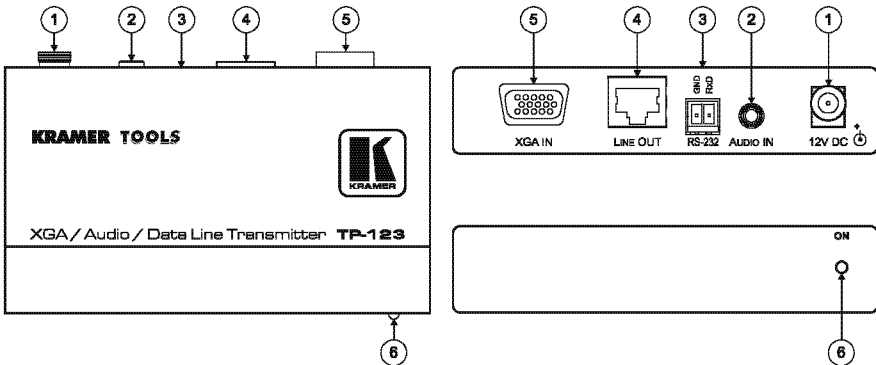 1 2 3 4 5
KRAMER TOOLS
KRAMER
XGA / Audio / Data Line Transmitter TP-123
6
5 4 3 2 1
GND
RxD
XGA IN LINE OUT RS-232 AUDIO IN 12V DC +
ON
6